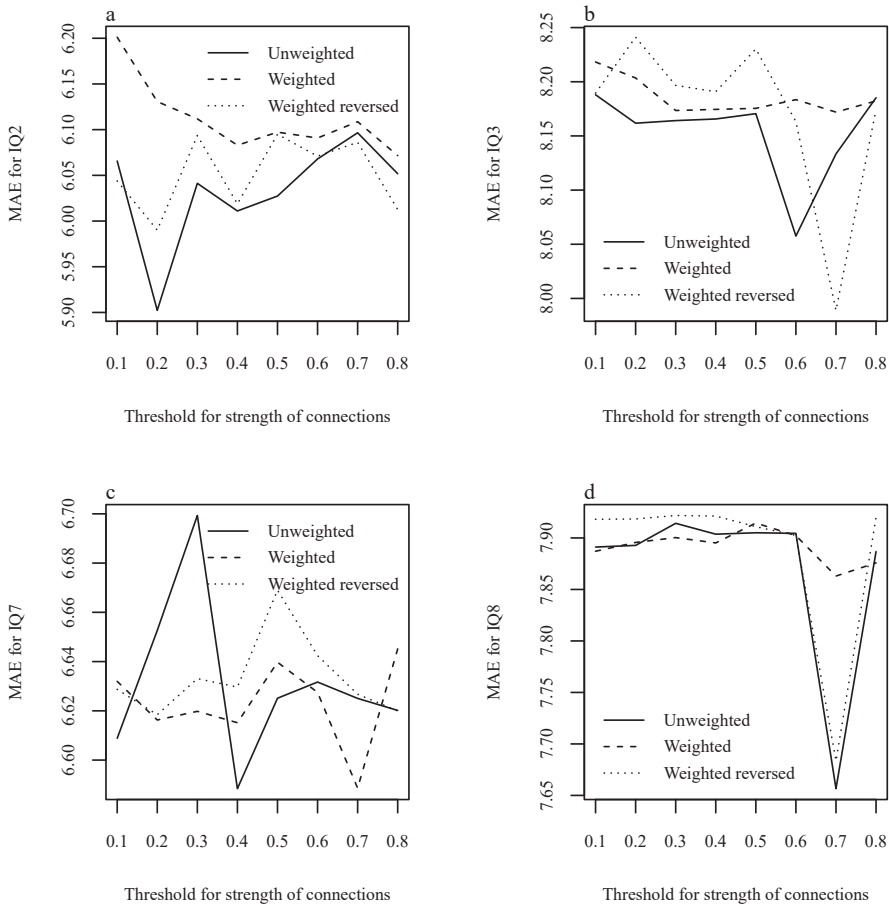 a
MAE for IQ2
6.20
6.15
6.10
6.05
6.00
5.95
5.90
Unweighted
Weighted
Weighted reversed
0.1 0.2 0.3 0.4 0.5 0.6 0.7 0.8
Threshold for strength of connections
b
MAE for IQ3
8.25
8.20
8.15
8.10
8.05
8.00
Unweighted
Weighted
Weighted reversed
0.1 0.2 0.3 0.4 0.5 0.6 0.7 0.8
Threshold for strength of connections
c
MAE for IQ7
6.70
6.68
6.66
6.64
6.62
6.60
Unweighted
Weighted
Weighted reversed
0.1 0.2 0.3 0.4 0.5 0.6 0.7 0.8
Threshold for strength of connections
d
MAE for IQ8
7.90
7.85
7.80
7.75
7.70
7.65
Unweighted
Weighted
Weighted reversed
0.1 0.2 0.3 0.4 0.5 0.6 0.7 0.8
Threshold for strength of connections